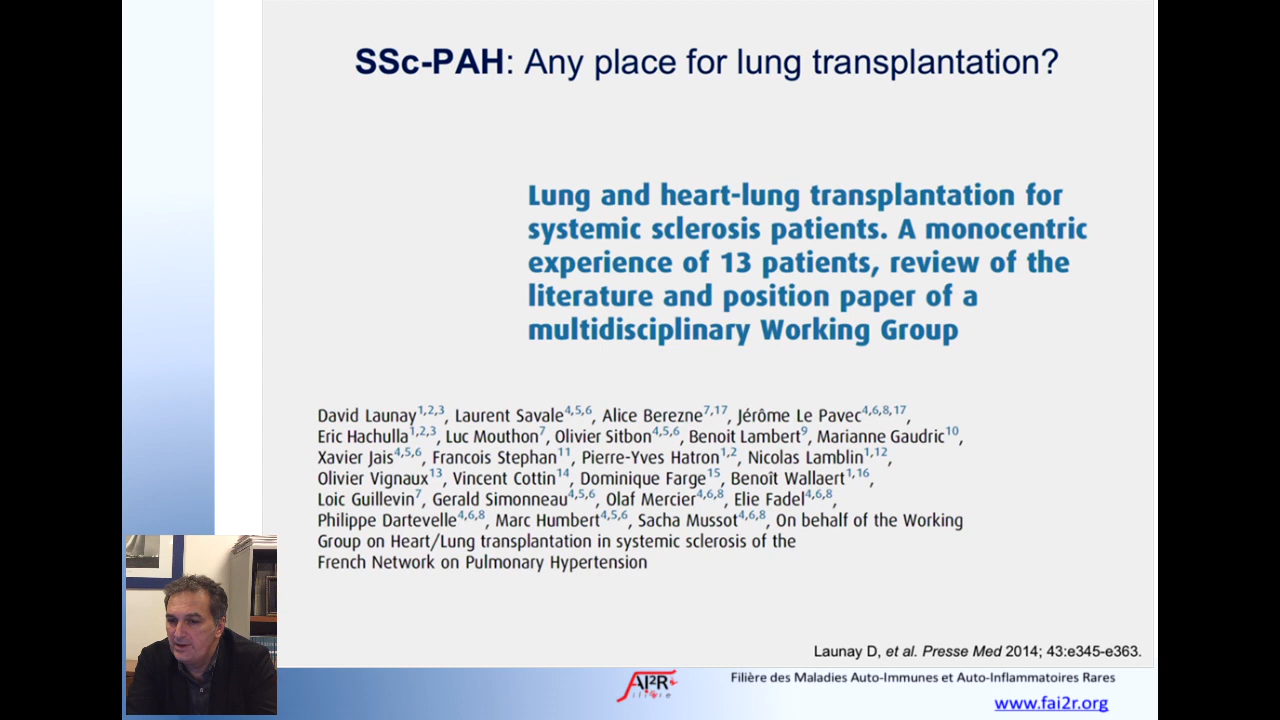 SSc-PAH: Any place for lung transplantation?
Lung and heart-lung transplantation for
systemic sclerosis patients. A monocentric
experience of 13 patients, review of the
literature and position paper of a
multidisciplinary Working Group
David Launay1,2,3, Laurent Savale4,5,6, Alice Berezne7,17, Jérôme Le Pavec4,6,8,17,
Eric Hachulla1,2,3, Luc Mouthon7, Olivier Sitbon4,5,6, Benoit Lambert9, Marianne Gaudric10,
Xavier Jais4,5,6, Francois Stephan11, Pierre-Yves Hatron1,2, Nicolas Lamblin1,12,
Olivier Vignaux13, Vincent Cottin14, Dominique Farge15, Benoît Wallaert1,16,
Loic Guillevin7, Gerald Simonneau4,5,6, Olaf Mercier4,6,8, Elie Fadel4,6,8,
Philippe Dartevelle4,6,8, Marc Humbert4,5,6, Sacha Mussot4,6,8, On behalf of the Working
Group on Heart/Lung transplantation in systemic sclerosis of the
French Network on Pulmonary Hypertension
Launay D, et al. Presse Med 2014; 43:e345-e363.
FAI2R
filière
Filière des Maladies Auto-Immunes et Auto-Inflammatoires Rares
www.fai2r.org